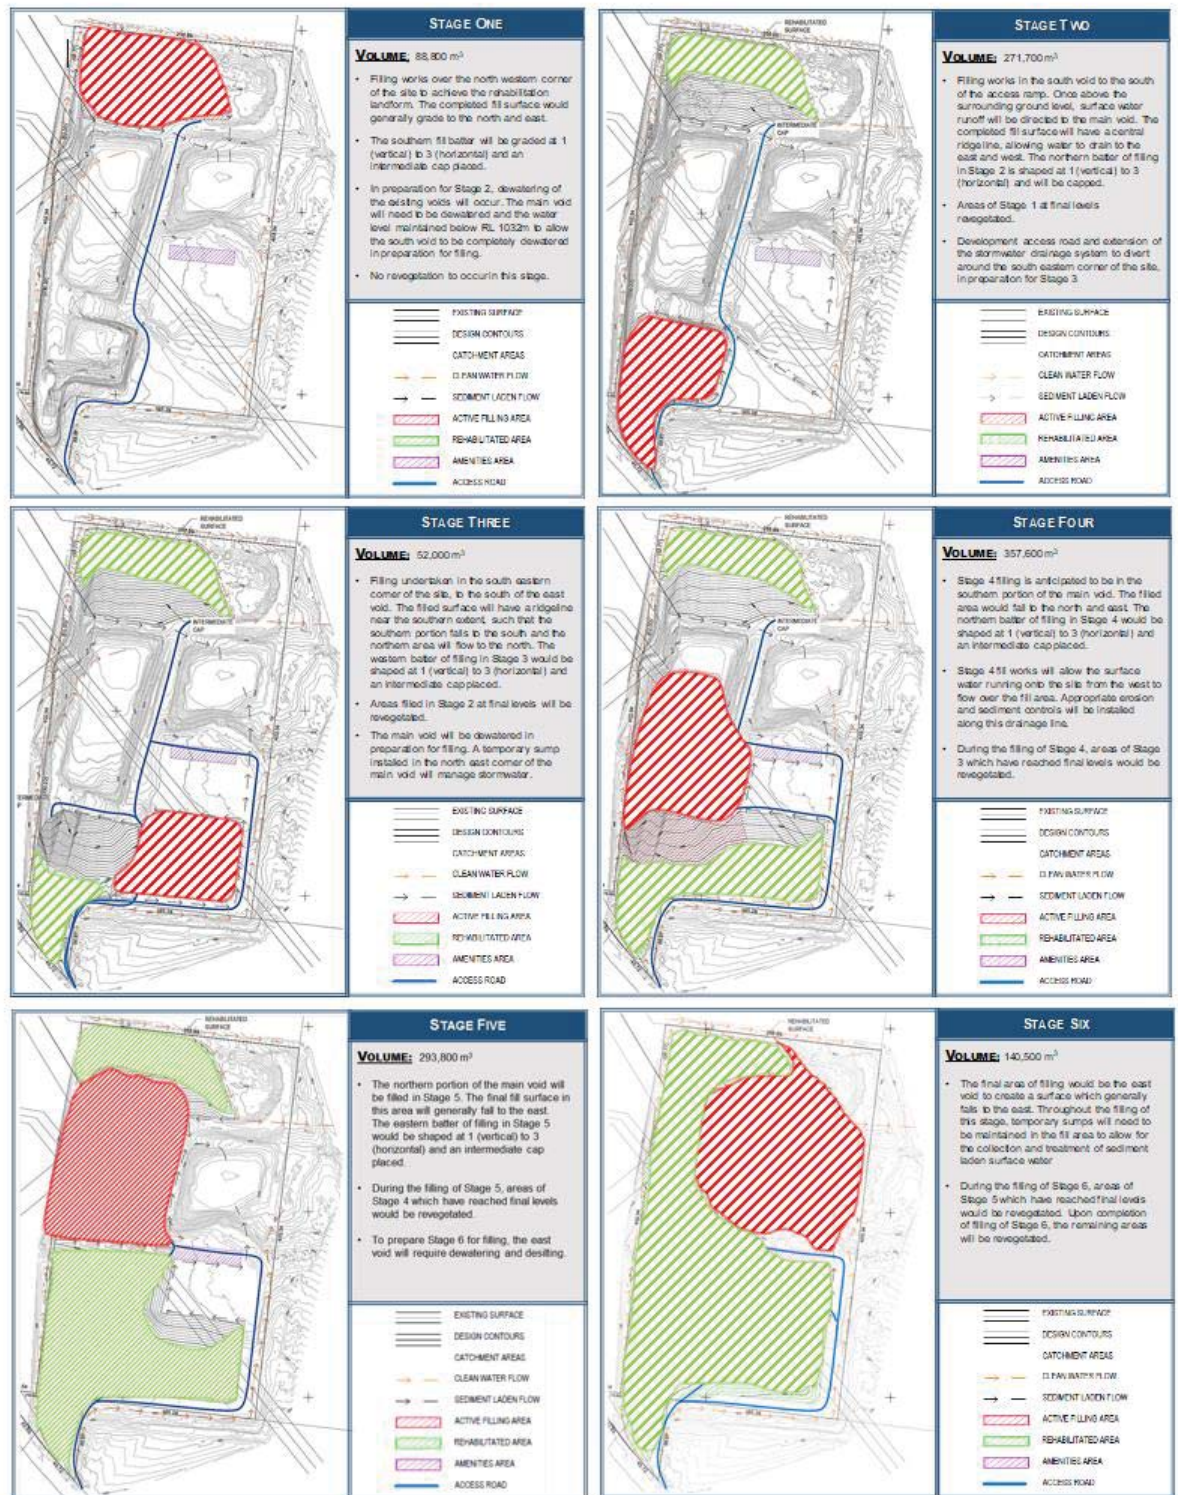 STAGE ONE
VOLUME: 88,800 m³
• Filling works over the north western corner
of the site to achieve the rehabilitation
landform. The completed fill surface would
generally grade to the north and east.
• The southern fill batter will be graded at 1
(vertical) to 3 (horizontal) and an
intermediate cap placed.
• In preparation for Stage 2, dewatering of
the existing voids will occur. The main void
will need to be dewatered and the water
level maintained below RL 1032m to allow
the south void to be completely dewatered
in preparation for filling.
• No revegetation to occur in this stage.
EXISTING SURFACE
DESIGN CONTOURS
CATCHMENT AREAS
CLEAN WATER FLOW
SEDIMENT LADEN FLOW
ACTIVE FILLING AREA
REHABILITATED AREA
AMENITIES AREA
ACCESS ROAD
REHABILITATED
SURFACE
INTERMEDIATE
CAP
STAGE TWO
VOLUME: 271,700 m³
• Filling works in the south void to the south
of the access ramp. Once above the
surrounding ground level, surface water
runoff will be directed to the main void. The
completed fill surface will have a central
ridgeline, allowing water to drain to the
east and west. The northern batter of filling
in Stage 2 is shaped at 1 (vertical) to 3
(horizontal) and will be capped.
• Areas of Stage 1 at final levels
revegetated.
• Development access road and extension of
the stormwater drainage system to divert
around the south eastern corner of the site,
in preparation for Stage 3
EXISTING SURFACE
DESIGN CONTOURS
CATCHMENT AREAS
CLEAN WATER FLOW
SEDIMENT LADEN FLOW
ACTIVE FILLING AREA
REHABILITATED AREA
AMENITIES AREA
ACCESS ROAD
REHABILITATED
SURFACE
INTERMEDIATE
CAP
STAGE THREE
VOLUME: 52,000 m³
• Filling undertaken in the south eastern
corner of the site, to the south of the east
void. The filled surface will have a ridgeline
near the southern extent, such that the
southern portion falls to the south and the
northern area will flow to the north. The
western batter of filling in Stage 3 would be
shaped at 1 (vertical) to 3 (horizontal) and
an intermediate cap placed.
• Areas filled in Stage 2 at final levels will be
revegetated.
• The main void will be dewatered in
preparation for filling. A temporary sump
installed in the north east corner of the
main void will manage stormwater.
EXISTING SURFACE
DESIGN CONTOURS
CATCHMENT AREAS
CLEAN WATER FLOW
SEDIMENT LADEN FLOW
ACTIVE FILLING AREA
REHABILITATED AREA
AMENITIES AREA
ACCESS ROAD
REHABILITATED
SURFACE
INTERMEDIATE
CAP
STAGE FOUR
VOLUME: 357,600 m³
• Stage 4 filling is anticipated to be in the
southern portion of the main void. The filled
area would fall to the north and east. The
northern batter of filling in Stage 4 would be
shaped at 1 (vertical) to 3 (horizontal) and
an intermediate cap placed.
• Stage 4 fill works will allow the surface
water running onto the site from the west to
flow over the fill area. Appropriate erosion
and sediment controls will be installed
along this drainage line.
• During the filling of Stage 4, areas of Stage
3 which have reached final levels would be
revegetated.
EXISTING SURFACE
DESIGN CONTOURS
CATCHMENT AREAS
CLEAN WATER FLOW
SEDIMENT LADEN FLOW
ACTIVE FILLING AREA
REHABILITATED AREA
AMENITIES AREA
ACCESS ROAD
REHABILITATED
SURFACE
STAGE FIVE
VOLUME: 293,800 m³
• The northern portion of the main void will
be filled in Stage 5. The final fill surface in
this area will generally fall to the east.
The eastern batter of filling in Stage 5
would be shaped at 1 (vertical) to 3
(horizontal) and an intermediate cap
placed.
• During the filling of Stage 5, areas of
Stage 4 which have reached final levels
would be revegetated.
• To prepare Stage 6 for filling, the east
void will require dewatering and desilting.
EXISTING SURFACE
DESIGN CONTOURS
CATCHMENT AREAS
CLEAN WATER FLOW
SEDIMENT LADEN FLOW
ACTIVE FILLING AREA
REHABILITATED AREA
AMENITIES AREA
ACCESS ROAD
REHABILITATED
SURFACE
STAGE SIX
VOLUME: 140,500 m³
• The final area of filling would be the east
void to create a surface which generally
falls to the east. Throughout the filling of
this stage, temporary sumps will need to
be maintained in the fill area to allow for
the collection and treatment of sediment
laden surface water
• During the filling of Stage 6, areas of
Stage 5 which have reached final levels
would be revegetated. Upon completion
of filling of Stage 6, the remaining areas
will be revegetated.
EXISTING SURFACE
DESIGN CONTOURS
CATCHMENT AREAS
CLEAN WATER FLOW
SEDIMENT LADEN FLOW
ACTIVE FILLING AREA
REHABILITATED AREA
AMENITIES AREA
ACCESS ROAD